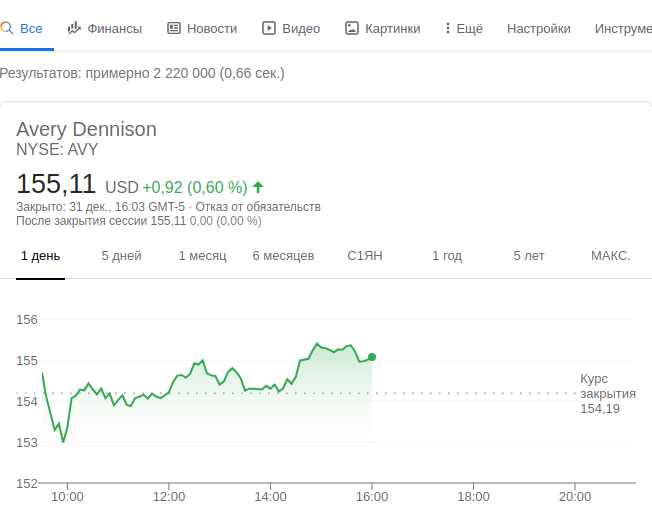 Все Финансы Новости Видео Картинки Ещё Настройки Инструме
Результатов: примерно 2 220 000 (0,66 сек.)
Avery Dennison
NYSE: AVY
155,11 USD +0,92 (0,60 %)
Закрыто: 31 дек., 16:03 GMT-5 · Отказ от обязательств
После закрытия сессии 155,11 0,00 (0,00 %)
1 день 5 дней 1 месяц 6 месяцев С1ЯН 1 год 5 лет МАКС.
156
155
154
153
152
Курс
закрытия
154,19
10:00 12:00 14:00 16:00 18:00 20:00